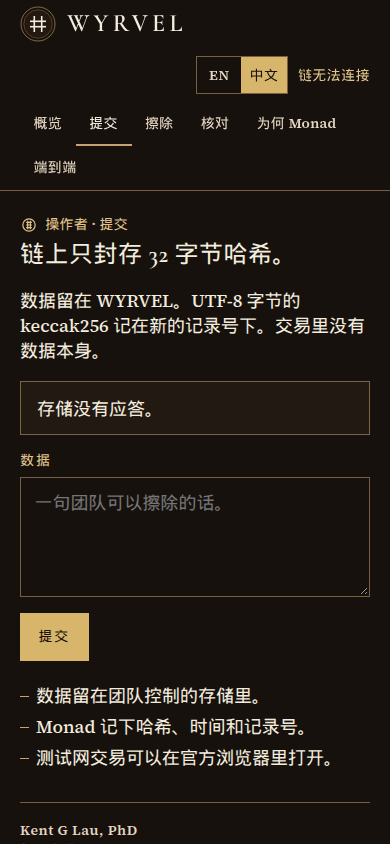 WYRVEL
EN 中文 链无法连接
概览 提交 擦除 核对 为何 Monad
端到端
操作者 · 提交
链上只封存 32 字节哈希。
数据留在 WYRVEL。UTF-8 字节的
keccak256 记在新的记录号下。交易里没有
数据本身。
存储没有应答。
数据
一句团队可以擦除的话。
提交
– 数据留在团队控制的存储里。
– Monad 记下哈希、时间和记录号。
– 测试网交易可以在官方浏览器里打开。
Kent G Lau, PhD